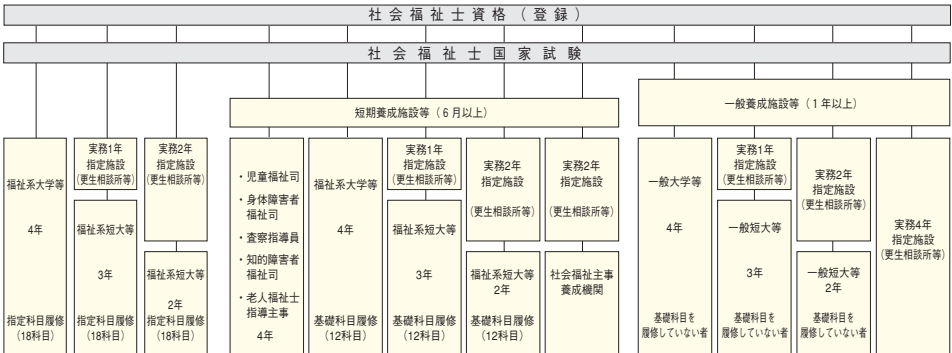 社会福祉士資格（登録）
社会福祉士国家試験
短期養成施設等（6月以上）
一般養成施設等（1年以上）
福祉系大学等
4年
指定科目履修
（18科目）
実務1年
指定施設
（更生相談所等）
福祉系短大等
3年
指定科目履修
（18科目）
実務2年
指定施設
（更生相談所等）
福祉系短大等
2年
指定科目履修
（18科目）
・児童福祉司
・身体障害者
福祉司
・査察指導員
・知的障害者
福祉司
・老人福祉士
指導主事
4年
福祉系大学等
4年
基礎科目履修
（12科目）
実務1年
指定施設
（更生相談所等）
福祉系短大等
3年
基礎科目履修
（12科目）
実務2年
指定施設
（更生相談所等）
福祉系短大等
2年
基礎科目履修
（12科目）
実務2年
指定施設
（更生相談所等）
社会福祉主事
養成機関
一般大学等
4年
基礎科目を
履修していない者
実務1年
指定施設
（更生相談所等）
一般短大等
3年
基礎科目を
履修していない者
実務2年
指定施設
（更生相談所等）
一般短大等
2年
基礎科目を
履修していない者
実務4年
指定施設
（更生相談所等）